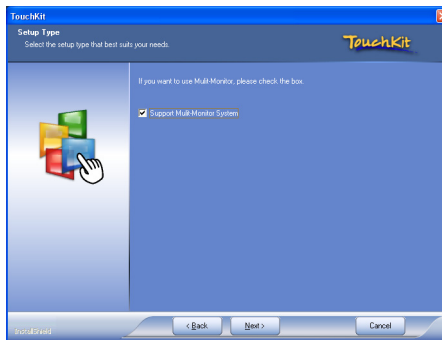 TouchKit
Setup Type
Select the setup type that best suits your needs.
TouchKit
If you want to use Mulit-Monitor, please check the box.
Support Mulit-Monitor System
InstallShield
< Back
Next >
Cancel